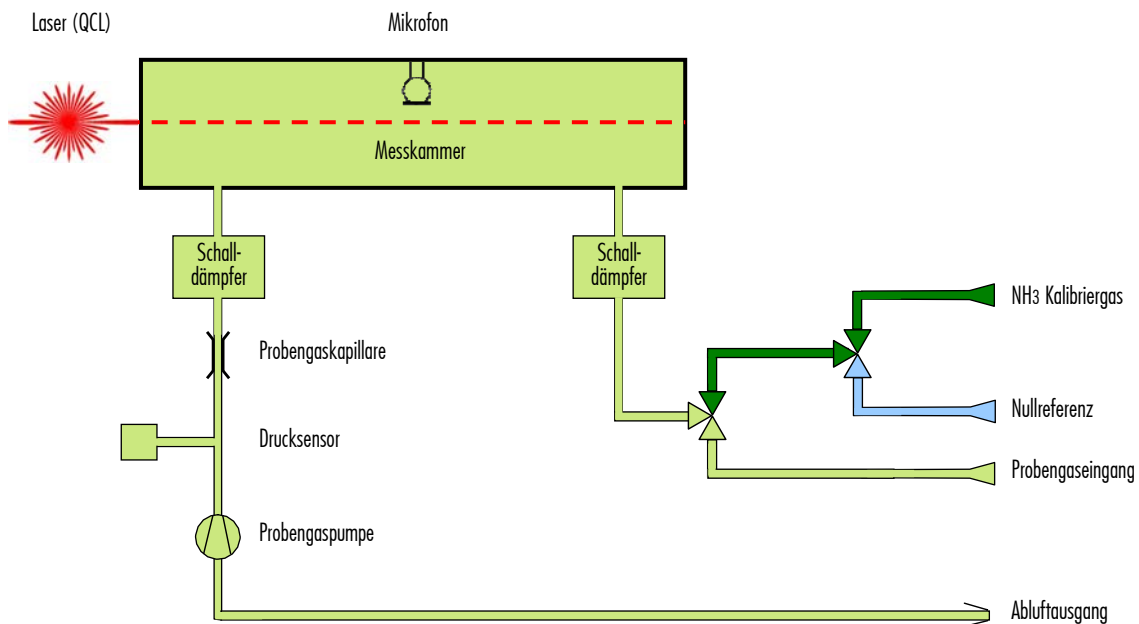 Laser (QCL)
Mikrofon
Messkammer
Schall-
dämpfer
Schall-
dämpfer
NH3 Kalibriergas
Probengaskapillare
Nullreferenz
Drucksensor
Probengaseingang
Probengaspumpe
Abluftausgang